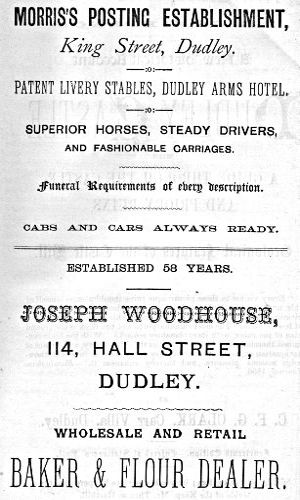 MORRIS'S POSTING ESTABLISHMENT,
King Street, Dudley.
—:o:—
PATENT LIVERY STABLES, DUDLEY ARMS HOTEL.
—:o:—
SUPERIOR HORSES, STEADY DRIVERS,
AND FASHIONABLE CARRIAGES.
Funeral Requirements of every description.
CABS AND CARS ALWAYS READY.
ESTABLISHED 58 YEARS.
JOSEPH WOODHOUSE,
114, HALL STREET,
DUDLEY.
WHOLESALE AND RETAIL
BAKER & FLOUR DEALER.